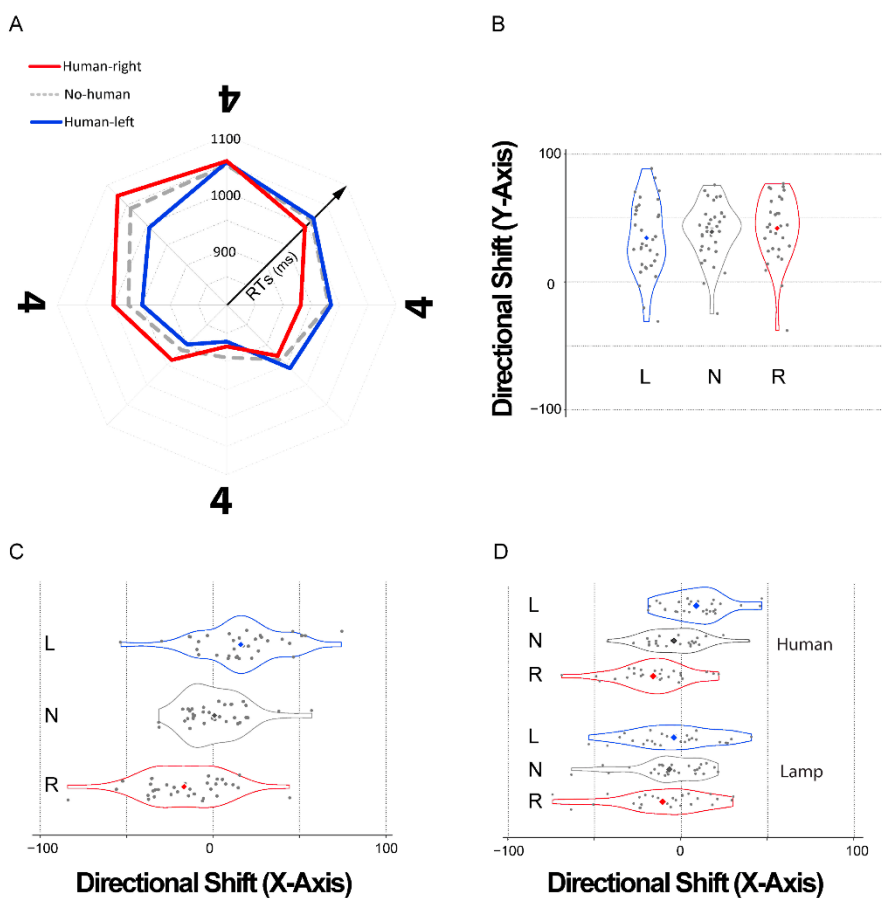 A
Human-right
No-human
Human-left
4
1100
1000
900
RTs (ms)
4
4
4
B
Directional Shift (Y-Axis)
100
0
−100
L N R
C
L
N
R
−100 0 100
Directional Shift (X-Axis)
D
L
N Human
R
L
N Lamp
R
−100 0 100
Directional Shift (X-Axis)